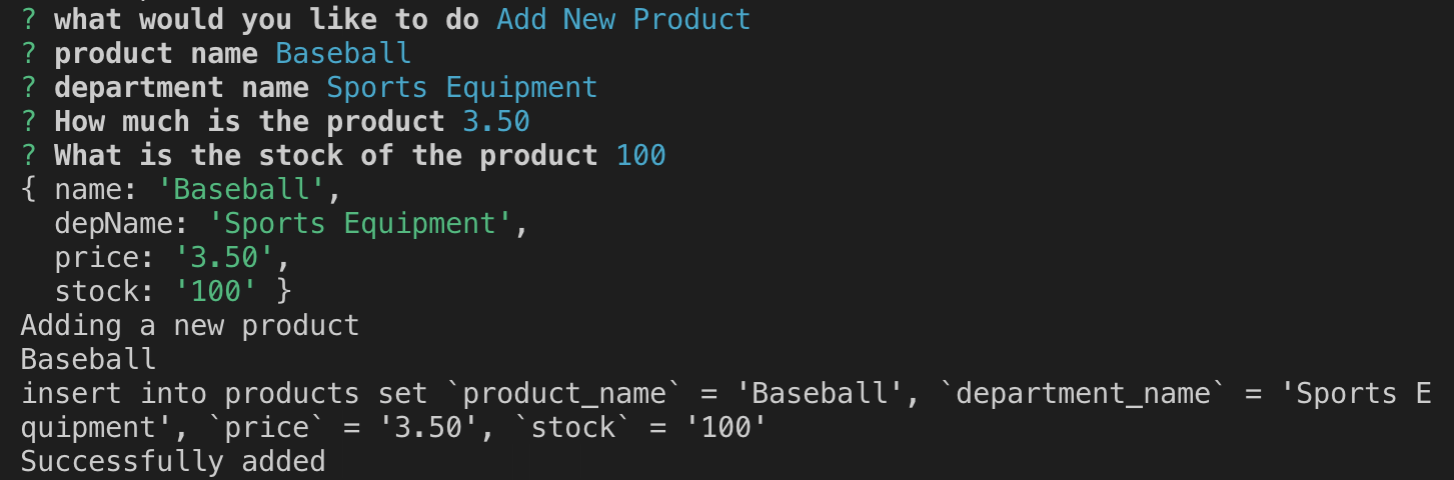 ? what would you like to do Add New Product
? product name Baseball
? department name Sports Equipment
? How much is the product 3.50
? What is the stock of the product 100
{ name: 'Baseball',
  depName: 'Sports Equipment',
  price: '3.50',
  stock: '100' }
Adding a new product
Baseball
insert into products set `product_name` = 'Baseball', `department_name` = 'Sports E
quipment', `price` = '3.50', `stock` = '100'
Successfully added